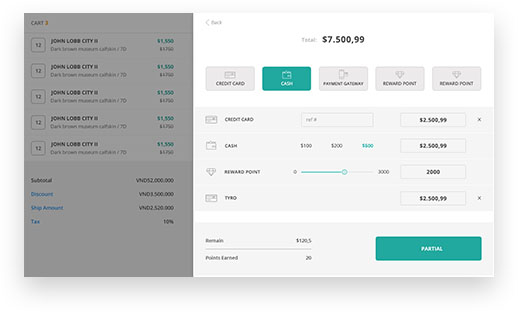 CART 3
12 JOHN LOBB CITY II $1,550
Dark brown museum calfskin / 7D $1750
12 JOHN LOBB CITY II $1,550
Dark brown museum calfskin / 7D $1750
12 JOHN LOBB CITY II $1,550
Dark brown museum calfskin / 7D $1750
12 JOHN LOBB CITY II $1,550
Dark brown museum calfskin / 7D $1750
12 JOHN LOBB CITY II $1,550
Dark brown museum calfskin / 7D $1750
Subtotal VND52,000,000
Discount VND3,500,000
Ship Amount VND2,520,000
Tax 10%
Back
Total: $7.500,99
CREDIT CARD
CASH
PAYMENT GATEWAY
REWARD POINT
REWARD POINT
CREDIT CARD ref # $2.500,99 ×
CASH $100 $200 $500 $2.500,99
REWARD POINT 0 3000 2000
TYRO $2.500,99 ×
Remain $120,5
Points Earned 20
PARTIAL